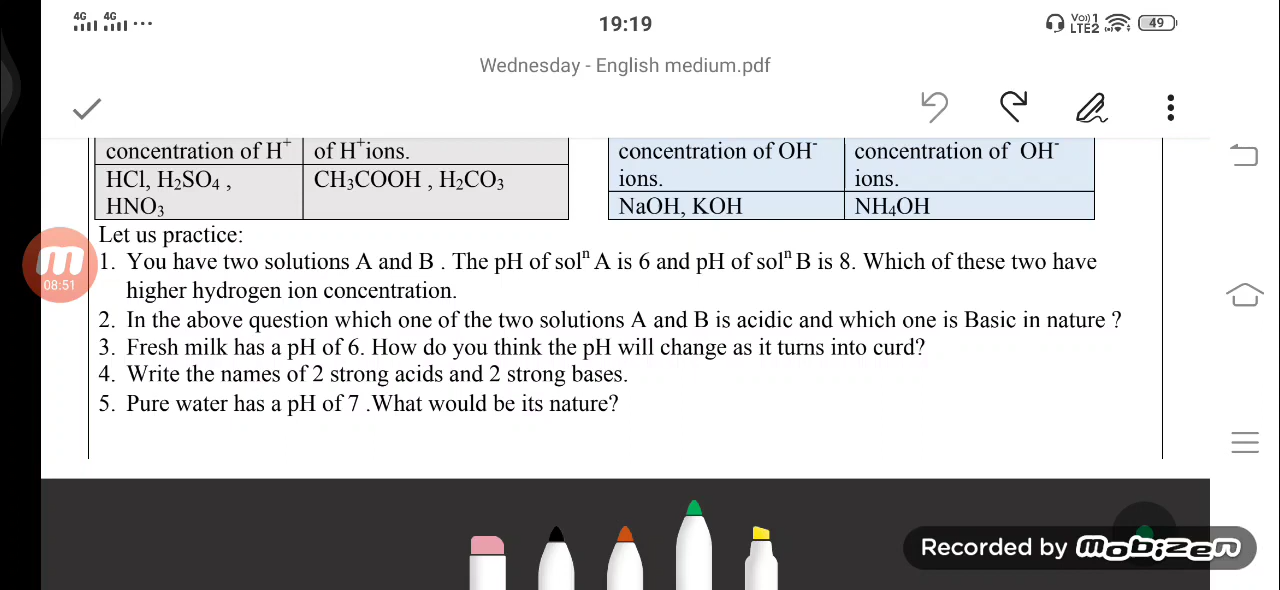 4G 4G ... 19:19 Vo)) 1 LTE2 49
Wednesday - English medium.pdf
concentration of H⁺ of H⁺ions. concentration of OH⁻ concentration of OH⁻
ions. ions.
HCl, H₂SO₄ , CH₃COOH , H₂CO₃
HNO₃ NaOH, KOH NH₄OH
Let us practice:
1. You have two solutions A and B . The pH of solⁿ A is 6 and pH of solⁿ B is 8. Which of these two have
higher hydrogen ion concentration.
2. In the above question which one of the two solutions A and B is acidic and which one is Basic in nature ?
3. Fresh milk has a pH of 6. How do you think the pH will change as it turns into curd?
4. Write the names of 2 strong acids and 2 strong bases.
5. Pure water has a pH of 7 .What would be its nature?
m
08:51
Recorded by mobizen